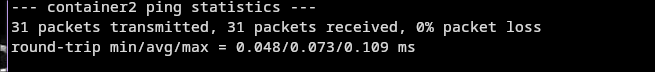 --- container2 ping statistics ---
31 packets transmitted, 31 packets received, 0% packet loss
round-trip min/avg/max = 0.048/0.073/0.109 ms